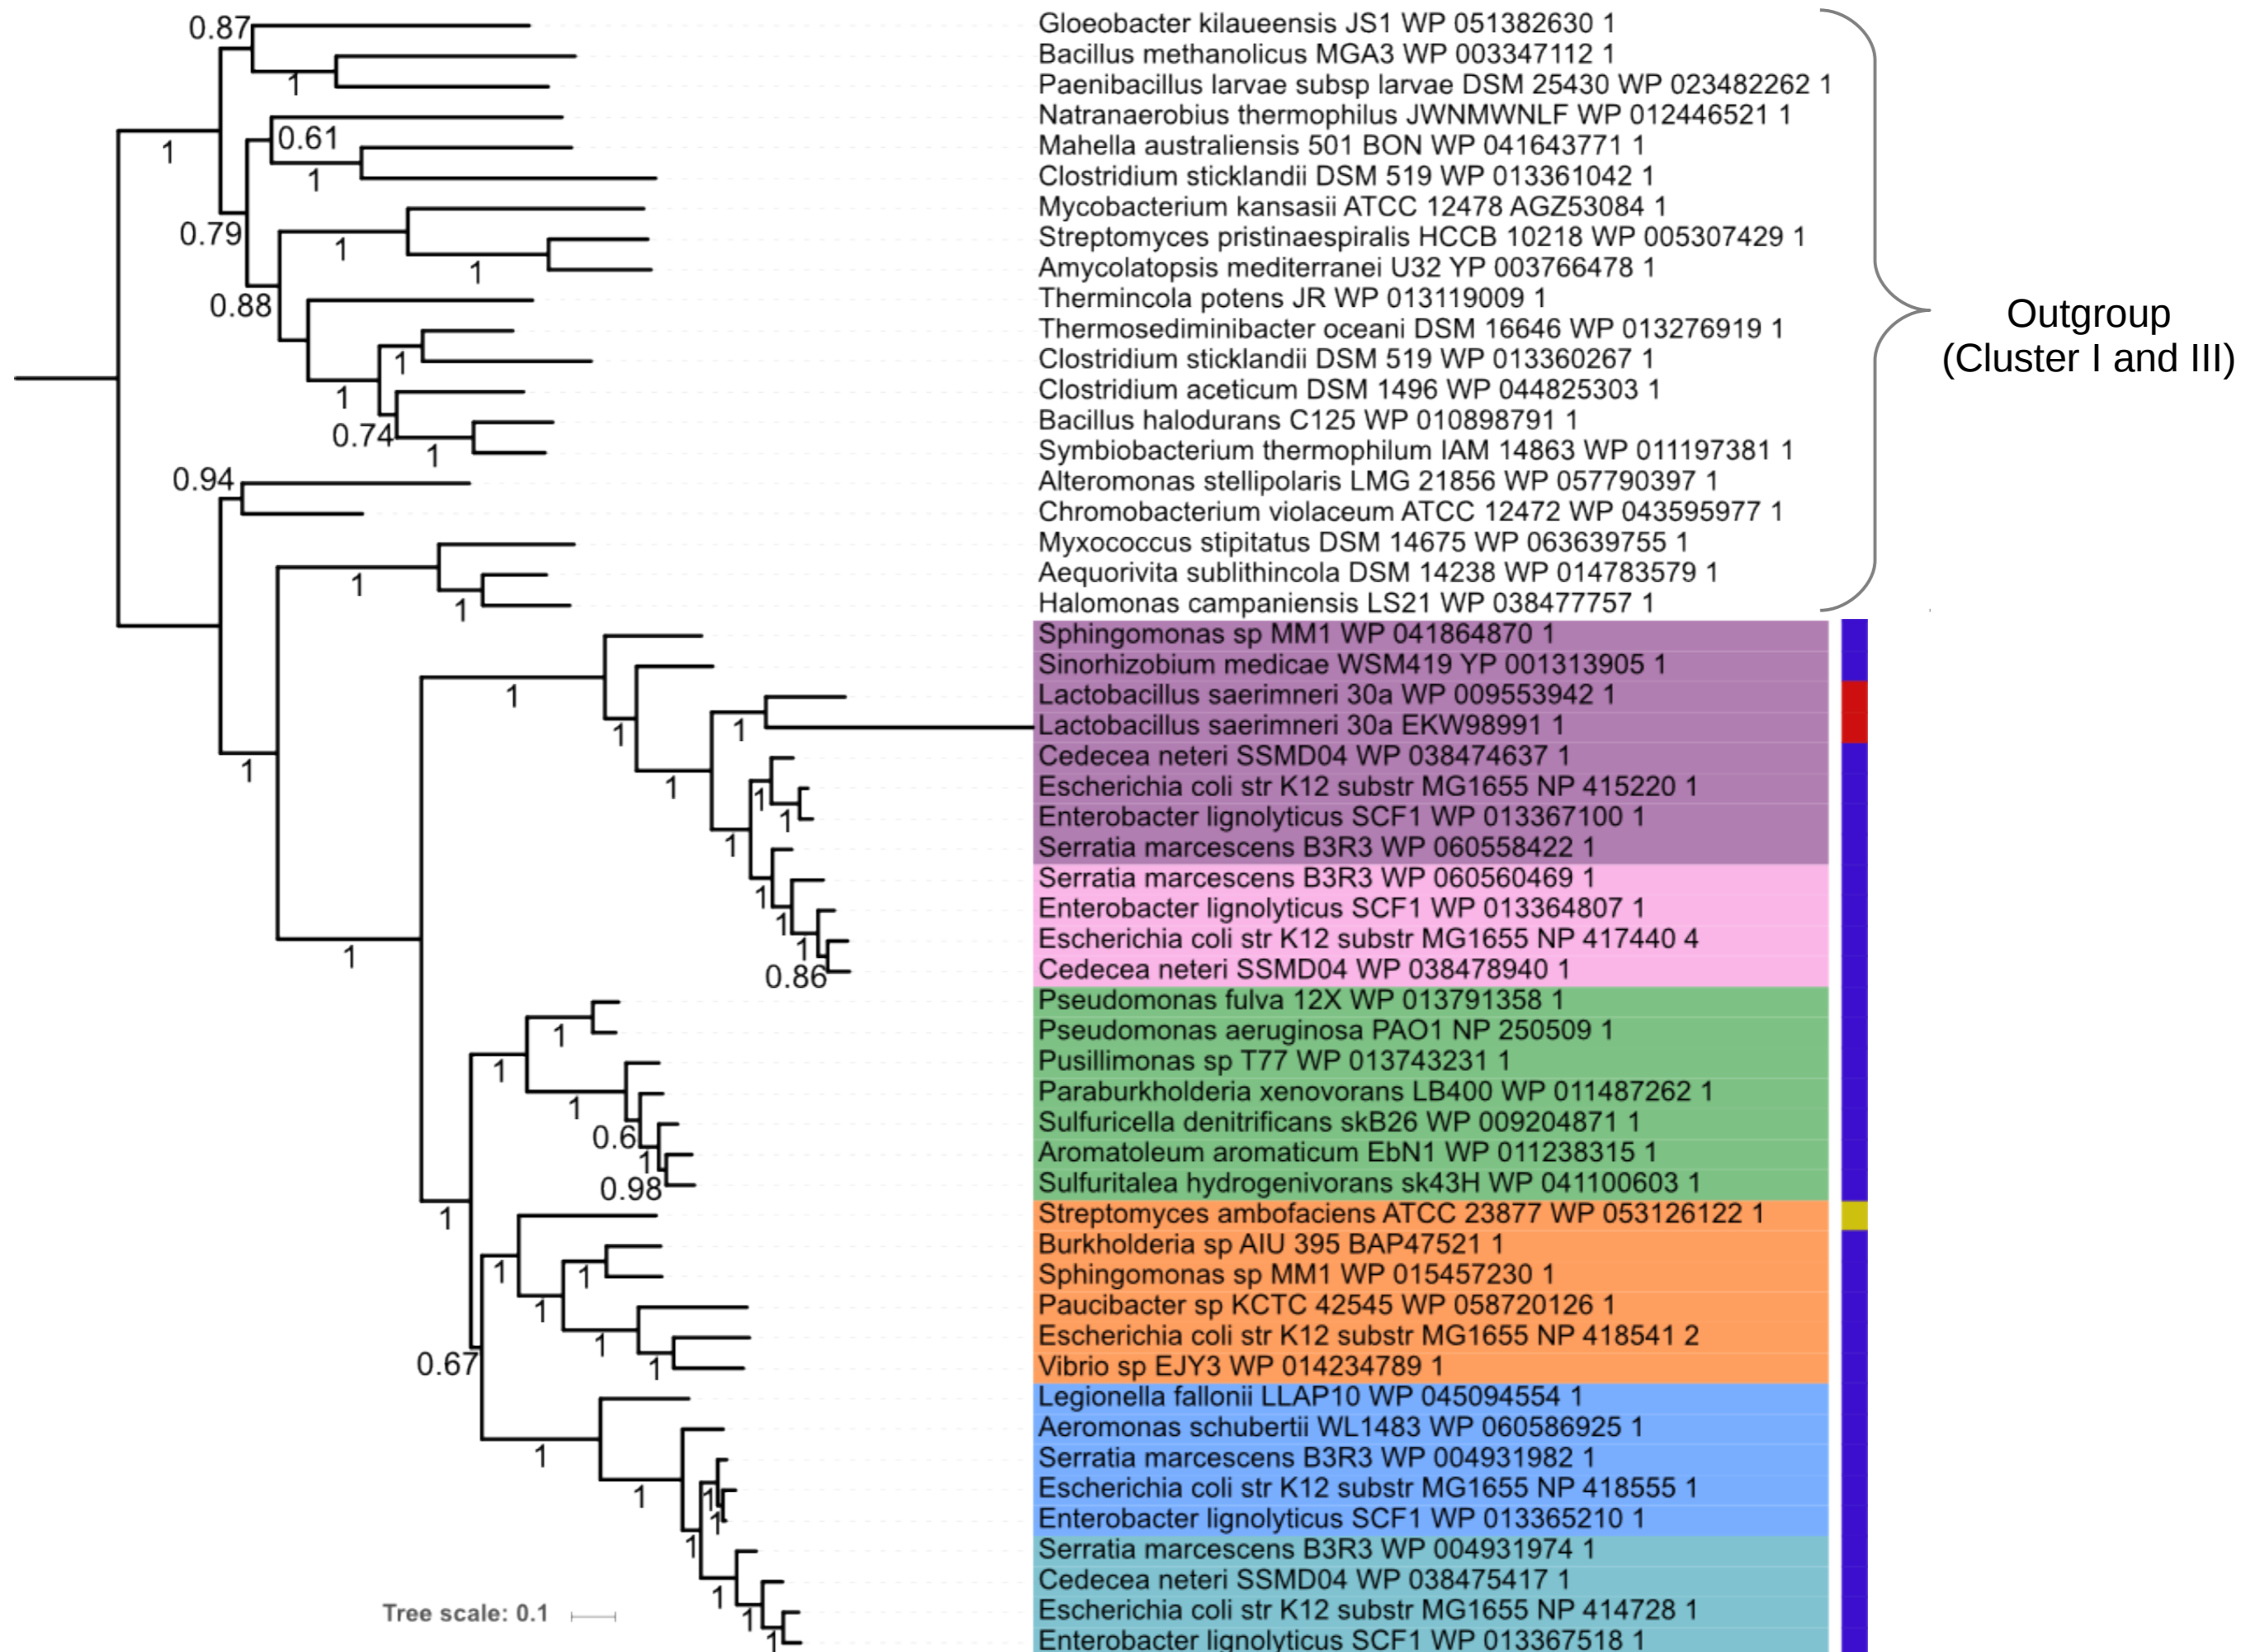 0.87
Gloeobacter kilaueensis JS1 WP 051382630 1
Bacillus methanolicus MGA3 WP 003347112 1
1
Paenibacillus larvae subsp larvae DSM 25430 WP 023482262 1
Natranaerobius thermophilus JWNMWNLF WP 012446521 1
0.61
1
Mahella australiensis 501 BON WP 041643771 1
1
Clostridium sticklandii DSM 519 WP 013361042 1
Mycobacterium kansasii ATCC 12478 AGZ53084 1
0.79
1
Streptomyces pristinaespiralis HCCB 10218 WP 005307429 1
1
Amycolatopsis mediterranei U32 YP 003766478 1
0.88
Thermincola potens JR WP 013119009 1
Outgroup
(Cluster I and III)
Thermosediminibacter oceani DSM 16646 WP 013276919 1
1
Clostridium sticklandii DSM 519 WP 013360267 1
1
Clostridium aceticum DSM 1496 WP 044825303 1
0.74
Bacillus halodurans C125 WP 010898791 1
1
Symbiobacterium thermophilum IAM 14863 WP 011197381 1
0.94
Alteromonas stellipolaris LMG 21856 WP 057790397 1
Chromobacterium violaceum ATCC 12472 WP 043595977 1
Myxococcus stipitatus DSM 14675 WP 063639755 1
1
Aequorivita sublithincola DSM 14238 WP 014783579 1
1
Halomonas campaniensis LS21 WP 038477757 1
Sphingomonas sp MM1 WP 041864870 1
Sinorhizobium medicae WSM419 YP 001313905 1
1
Lactobacillus saerimneri 30a WP 009553942 1
1
1
Lactobacillus saerimneri 30a EKW98991 1
1
Cedecea neteri SSMD04 WP 038474637 1
1
1
Escherichia coli str K12 substr MG1655 NP 415220 1
1
Enterobacter lignolyticus SCF1 WP 013367100 1
1
Serratia marcescens B3R3 WP 060558422 1
1
Serratia marcescens B3R3 WP 060560469 1
1
Enterobacter lignolyticus SCF1 WP 013364807 1
1
1
Escherichia coli str K12 substr MG1655 NP 417440 4
0.86
Cedecea neteri SSMD04 WP 038478940 1
Pseudomonas fulva 12X WP 013791358 1
1
Pseudomonas aeruginosa PAO1 NP 250509 1
1
Pusillimonas sp T77 WP 013743231 1
1
Paraburkholderia xenovorans LB400 WP 011487262 1
0.6
Sulfuricella denitrificans skB26 WP 009204871 1
1
Aromatoleum aromaticum EbN1 WP 011238315 1
0.98
Sulfuritalea hydrogenivorans sk43H WP 041100603 1
1
Streptomyces ambofaciens ATCC 23877 WP 053126122 1
Burkholderia sp AIU 395 BAP47521 1
1
1
Sphingomonas sp MM1 WP 015457230 1
1
Paucibacter sp KCTC 42545 WP 058720126 1
1
Escherichia coli str K12 substr MG1655 NP 418541 2
0.67
1
Vibrio sp EJY3 WP 014234789 1
Legionella fallonii LLAP10 WP 045094554 1
Aeromonas schubertii WL1483 WP 060586925 1
1
Serratia marcescens B3R3 WP 004931982 1
1
1
Escherichia coli str K12 substr MG1655 NP 418555 1
1
Enterobacter lignolyticus SCF1 WP 013365210 1
1
Serratia marcescens B3R3 WP 004931974 1
1
Cedecea neteri SSMD04 WP 038475417 1
Tree scale: 0.1
1
Escherichia coli str K12 substr MG1655 NP 414728 1
1
Enterobacter lignolyticus SCF1 WP 013367518 1